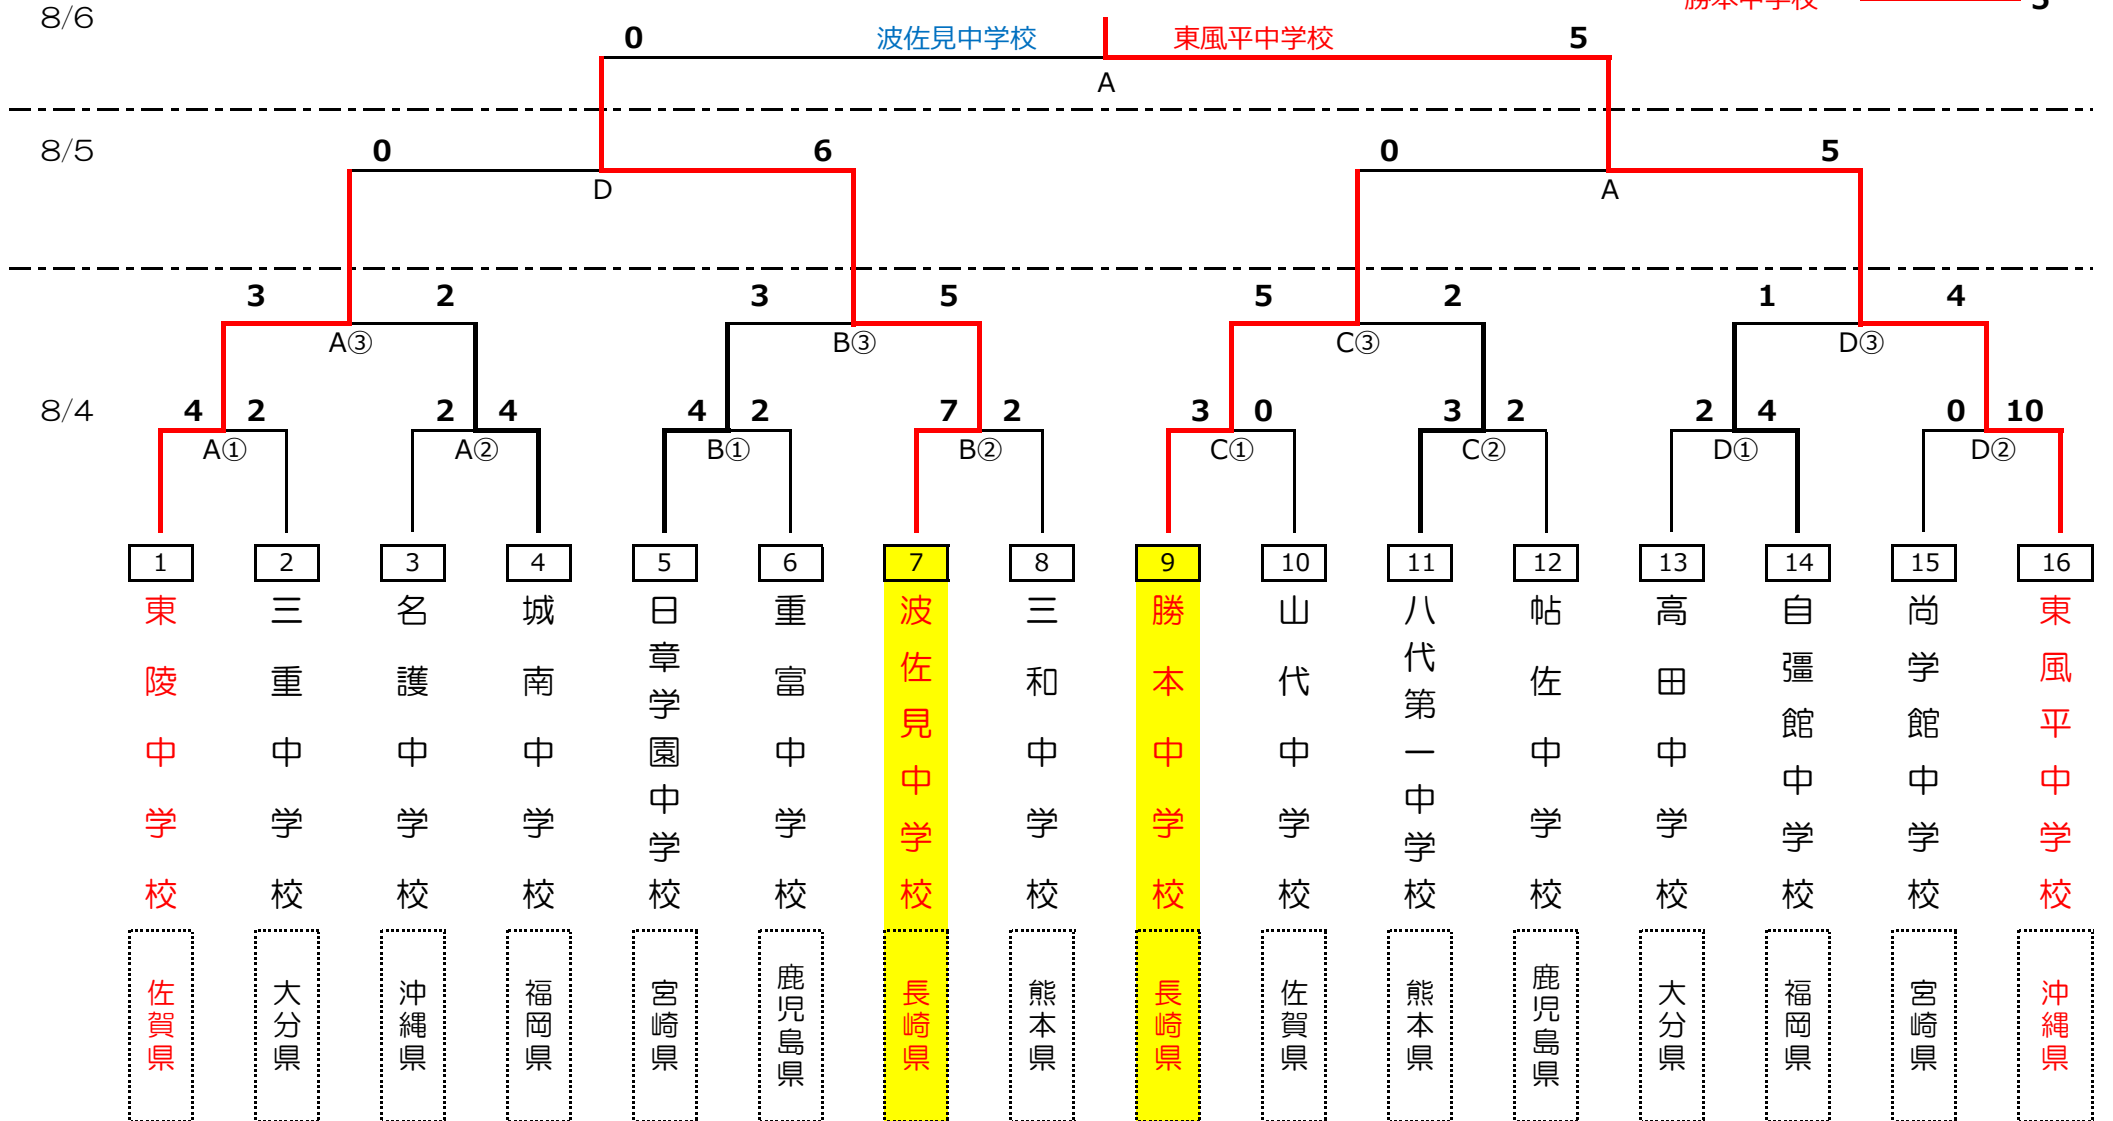 8/6
0 波佐見中学校 東風平中学校 5
A
8/5
0 6 0 5
D A
3 2 3 5 5 2 1 4
A③ B③ C③ D③
8/4
4 2 2 4 4 2 7 2 3 0 3 2 2 4 0 10
A① A② B① B② C① C② D① D②
1 2 3 4 5 6 7 8 9 10 11 12 13 14 15 16
東陵中学校
三重中学校
名護中学校
城南中学校
日章学園中学校
重富中学校
波佐見中学校
三和中学校
勝本中学校
山代中学校
八代第一中学校
帖佐中学校
高田中学校
自彊館中学校
尚学館中学校
東風平中学校
佐賀県
大分県
沖縄県
福岡県
宮崎県
鹿児島県
長崎県
熊本県
長崎県
佐賀県
熊本県
鹿児島県
大分県
福岡県
宮崎県
沖縄県